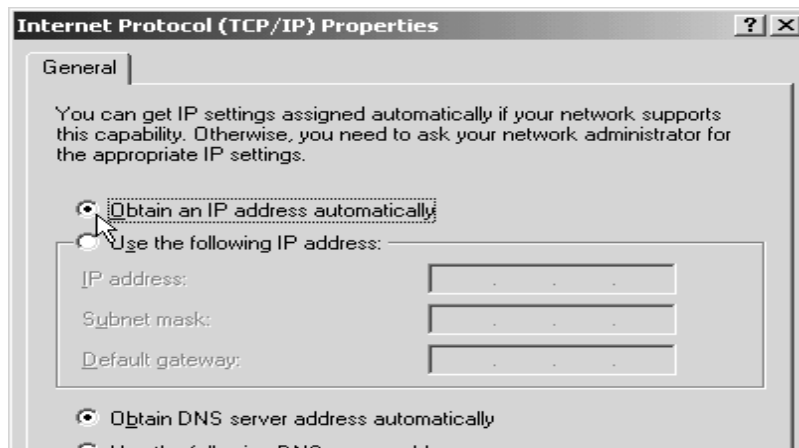 Internet Protocol (TCP/IP) Properties
General
You can get IP settings assigned automatically if your network supports
this capability. Otherwise, you need to ask your network administrator for
the appropriate IP settings.
Obtain an IP address automatically
Use the following IP address:
IP address:
Subnet mask:
Default gateway:
Obtain DNS server address automatically